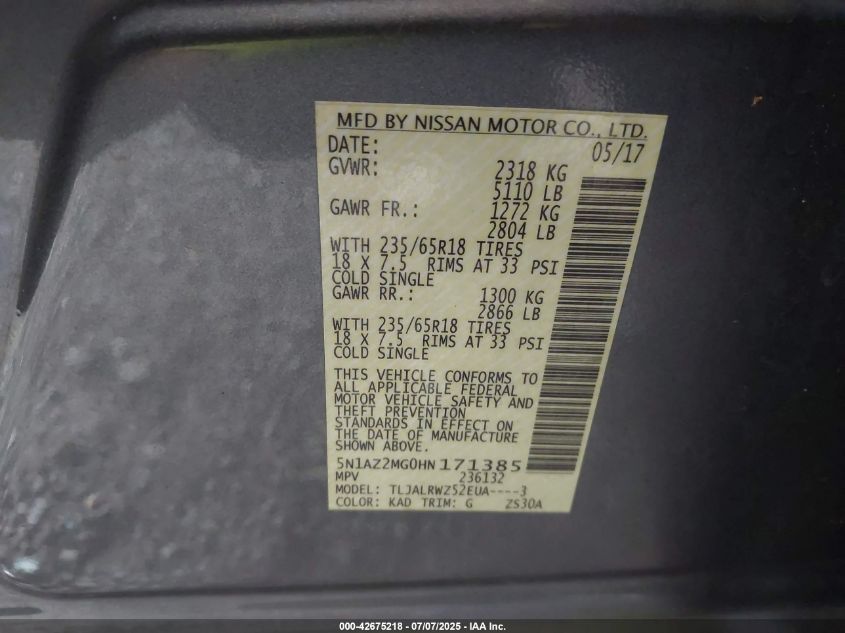 MFD BY NISSAN MOTOR CO., LTD.
DATE: 05/17
GVWR: 2318 KG
5110 LB
GAWR FR.: 1272 KG
2804 LB
WITH 235/65R18 TIRES
18 X 7.5 RIMS AT 33 PSI
COLD SINGLE
GAWR RR.: 1300 KG
2866 LB
WITH 235/65R18 TIRES
18 X 7.5 RIMS AT 33 PSI
COLD SINGLE
THIS VEHICLE CONFORMS TO
ALL APPLICABLE FEDERAL
MOTOR VEHICLE SAFETY AND
THEFT PREVENTION
STANDARDS IN EFFECT ON
THE DATE OF MANUFACTURE
SHOWN ABOVE.
5N1AZ2MG0HN171385
MPV 236132
MODEL: TLJALRWZ52EUA----3
COLOR: KAD TRIM: G ZS30A
000-42675218 - 07/07/2025 - IAA Inc.